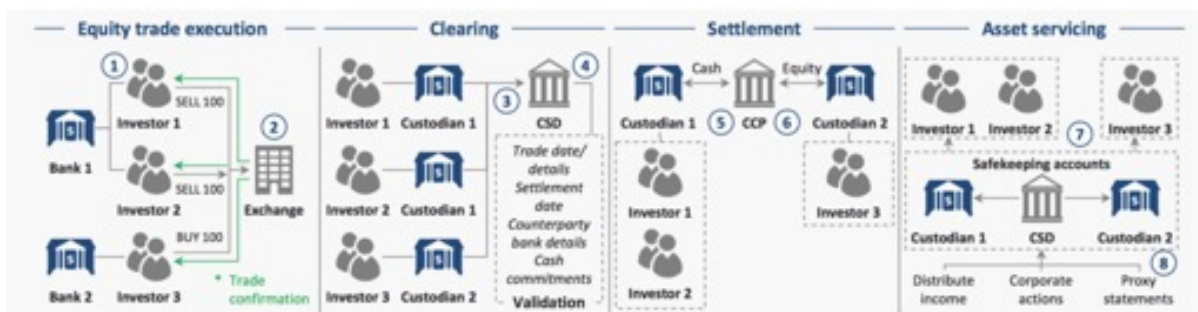 Equity trade execution
Clearing
Settlement
Asset servicing
1
SELL 100
Investor 1
2
Bank 1
SELL 100
Investor 2
Exchange
BUY 100
Bank 2
Investor 3
* Trade
confirmation
Investor 1
Custodian 1
3
4
CSD
Investor 2
Custodian 1
Investor 3
Custodian 2
Trade date/
details
Settlement
date
Counterparty
bank details
Cash
commitments
Validation
Cash
Equity
Custodian 1
5
CCP
6
Custodian 2
Investor 1
Investor 2
Investor 3
Investor 1
Investor 2
Investor 3
7
Safekeeping accounts
Custodian 1
CSD
Custodian 2
8
Distribute
income
Corporate
actions
Proxy
statements